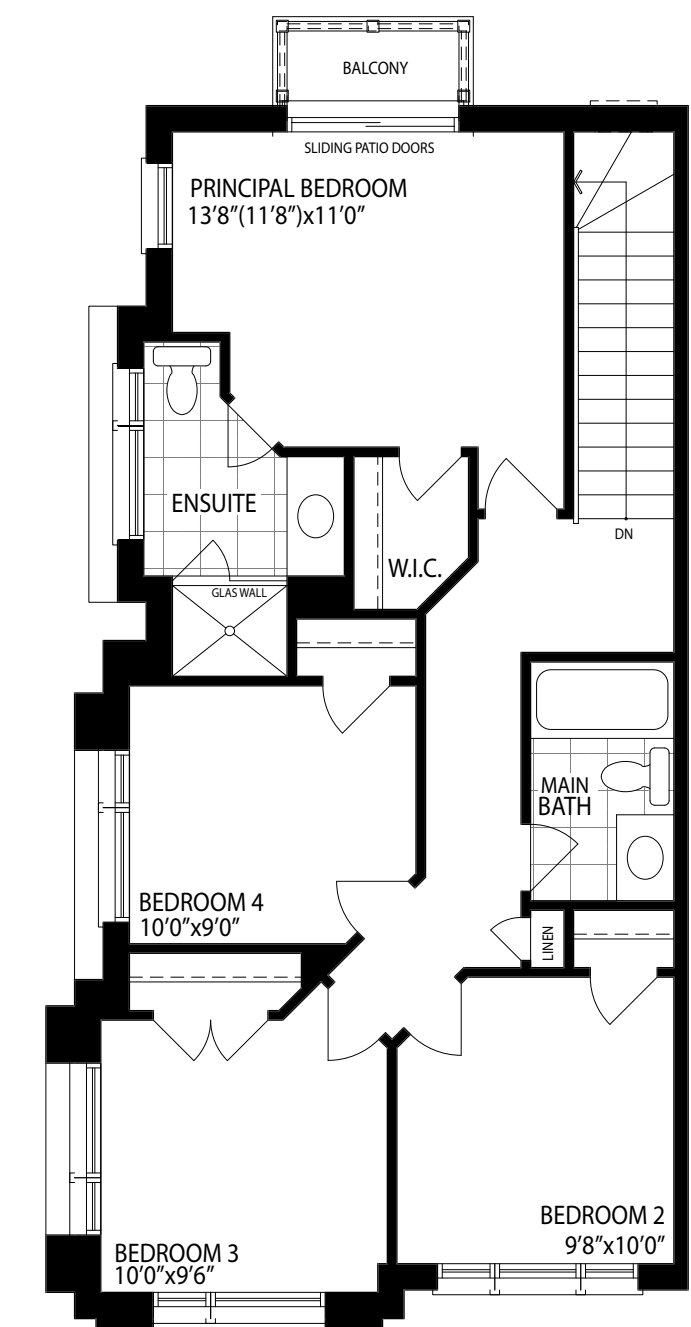 BALCONY
SLIDING PATIO DOORS
PRINCIPAL BEDROOM
13’8”(11’8”)x11’0”
ENSUITE
DN
W.I.C.
GLAS WALL
MAIN
BATH
BEDROOM 4
10’0”x9’0”
LINEN
BEDROOM 2
9’8”x10’0”
BEDROOM 3
10’0”x9’6”